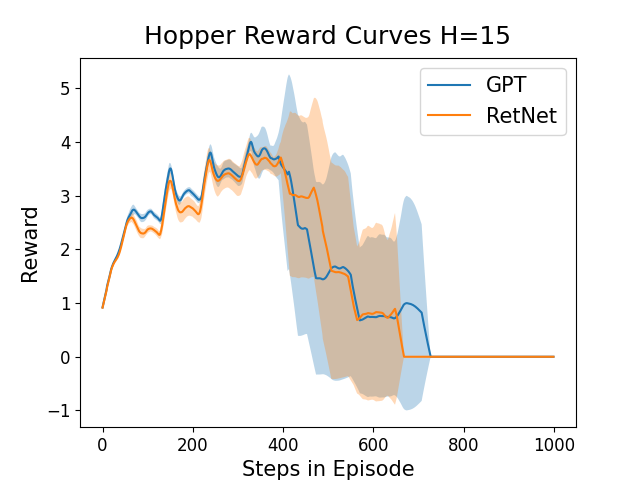 Hopper Reward Curves H=15
GPT
RetNet
Reward
5
4
3
2
1
0
−1
0 200 400 600 800 1000
Steps in Episode